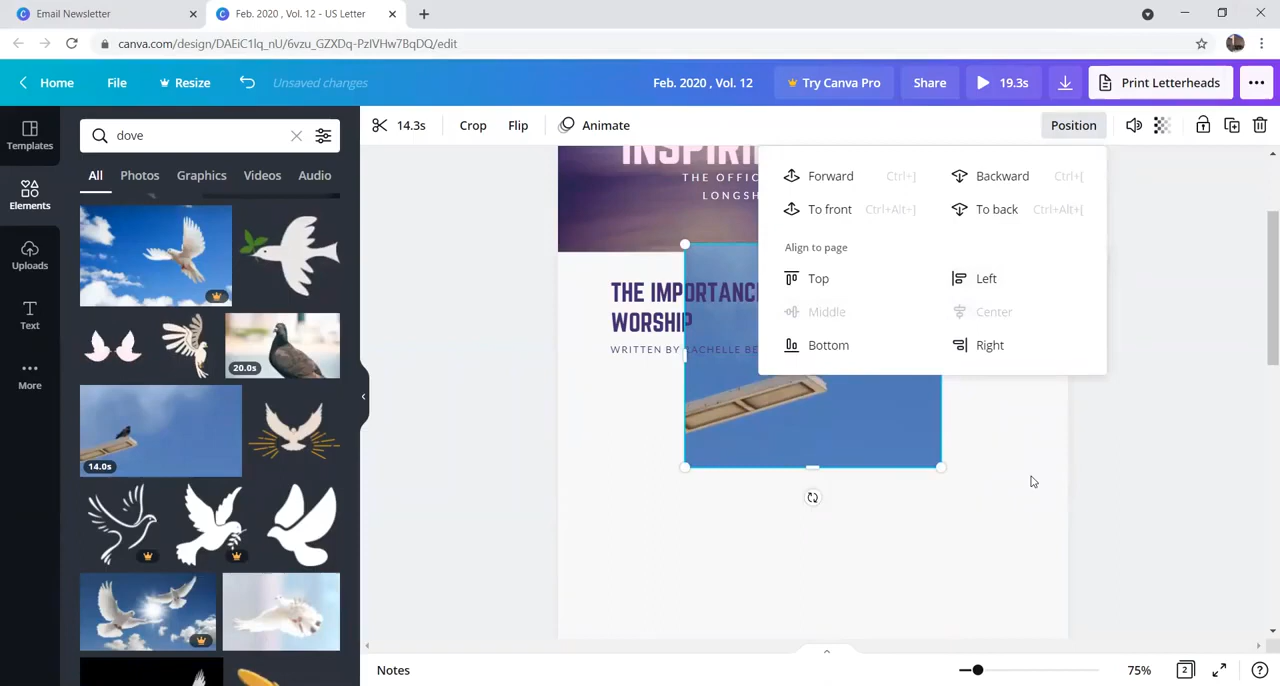 Email Newsletter
Feb. 2020 , Vol. 12 - US Letter
canva.com/design/DAEiC1lq_nU/6vzu_GZXDq-PzIVHw7BqDQ/edit
Home
File
Resize
Unsaved changes
Feb. 2020 , Vol. 12
Try Canva Pro
Share
19.3s
Print Letterheads
Templates
Elements
Uploads
Text
More
dove
All
Photos
Graphics
Videos
Audio
20.0s
14.0s
14.3s
Crop
Flip
Animate
Position
THE OFFIC
LONGSH
THE IMPORTANC
WORSHIP
WRITTEN BY RACHELLE BE
Forward Ctrl+]
Backward Ctrl+[
To front Ctrl+Alt+]
To back Ctrl+Alt+[
Align to page
Top
Left
Middle
Center
Bottom
Right
Notes
75%
2